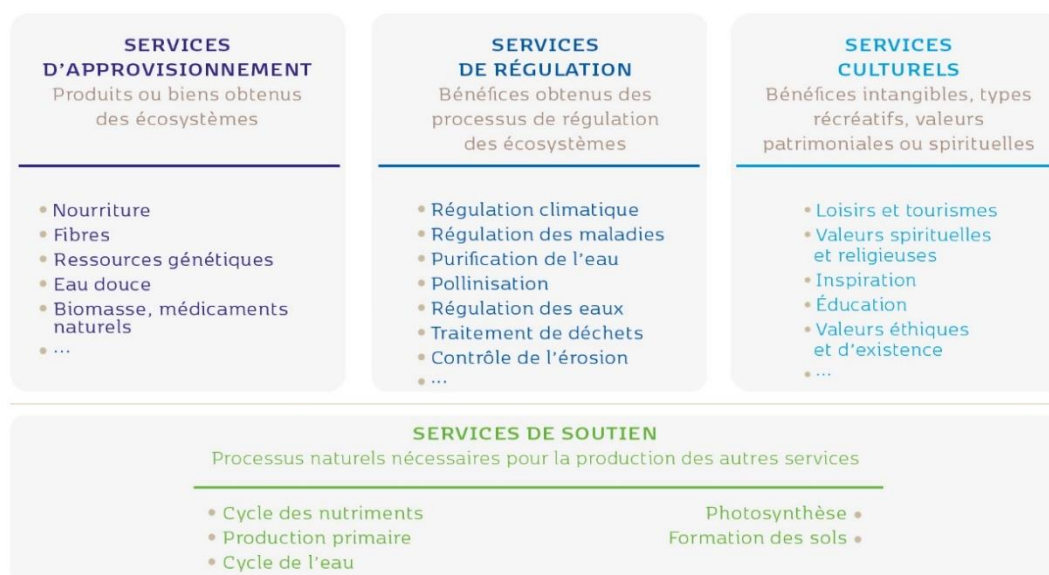 SERVICES
D'APPROVISIONNEMENT
Produits ou biens obtenus
des écosystèmes
• Nourriture
• Fibres
• Ressources génétiques
• Eau douce
• Biomasse, médicaments
naturels
• ...
SERVICES
DE RÉGULATION
Bénéfices obtenus des
processus de régulation
des écosystèmes
• Régulation climatique
• Régulation des maladies
• Purification de l'eau
• Pollinisation
• Régulation des eaux
• Traitement de déchets
• Contrôle de l'érosion
• ...
SERVICES
CULTURELS
Bénéfices intangibles, types
récréatifs, valeurs
patrimoniales ou spirituelles
• Loisirs et tourismes
• Valeurs spirituelles
et religieuses
• Inspiration
• Éducation
• Valeurs éthiques
et d'existence
• ...
SERVICES DE SOUTIEN
Processus naturels nécessaires pour la production des autres services
• Cycle des nutriments
• Production primaire
• Cycle de l'eau
Photosynthèse •
Formation des sols •